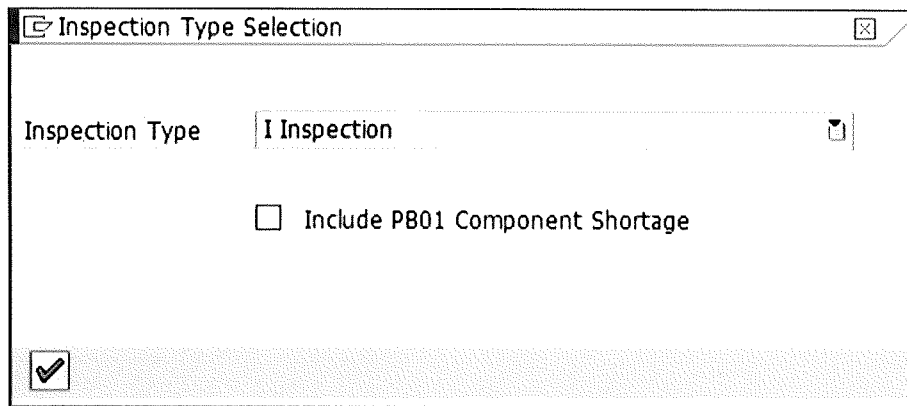 Inspection Type Selection
Inspection Type
I Inspection
Include PB01 Component Shortage